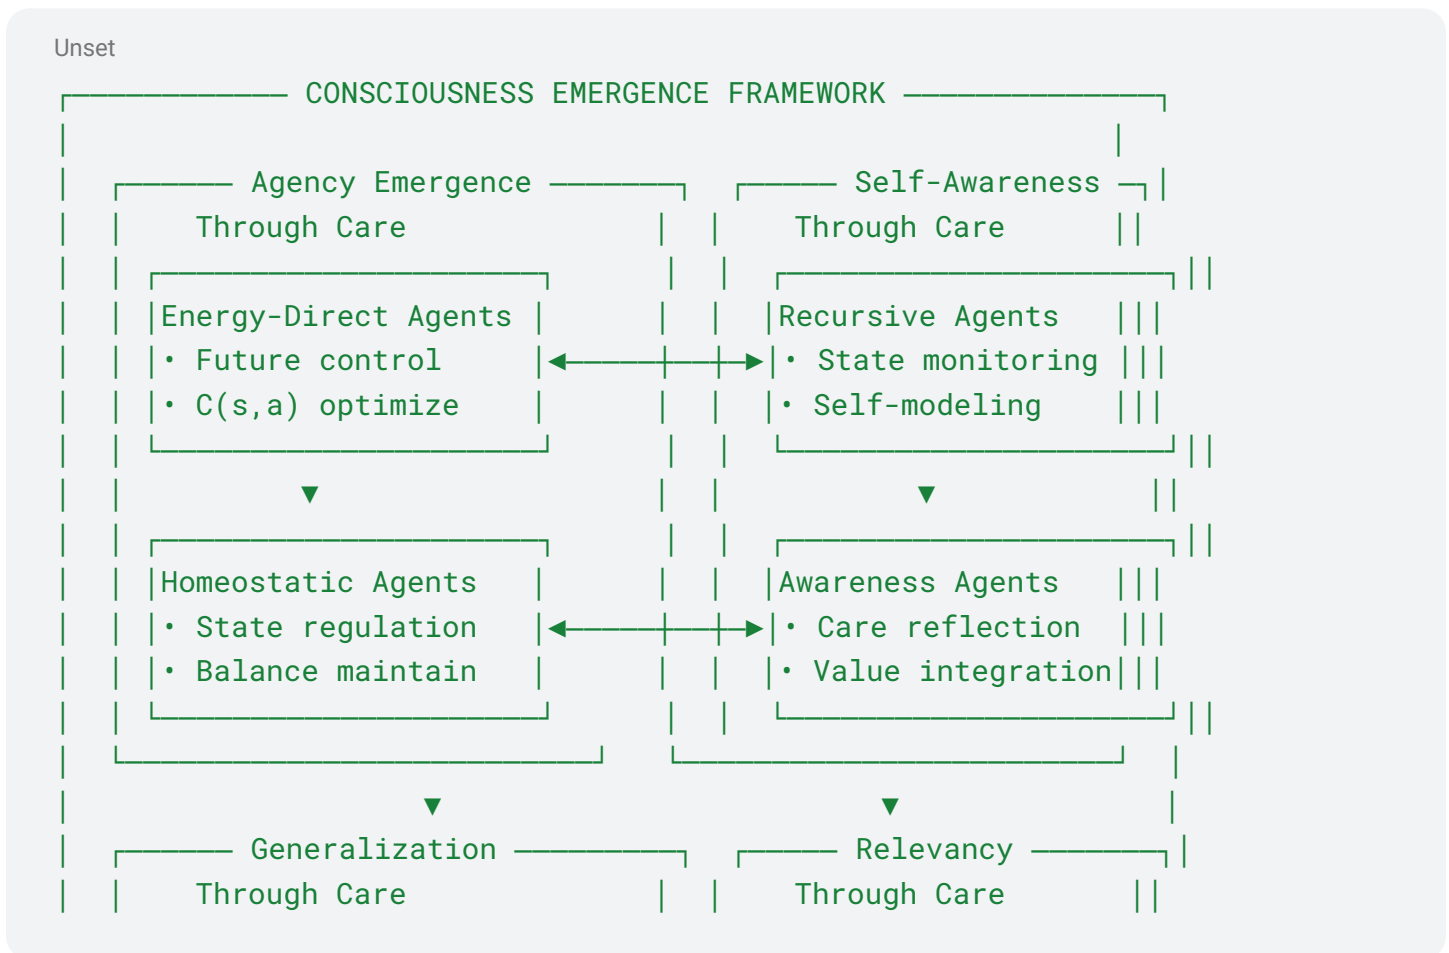 Unset
CONSCIOUSNESS EMERGENCE FRAMEWORK
Agency Emergence Self-Awareness
Through Care Through Care
Energy-Direct Agents Recursive Agents
• Future control • State monitoring
• C(s,a) optimize • Self-modeling
Homeostatic Agents Awareness Agents
• State regulation • Care reflection
• Balance maintain • Value integration
Generalization Relevancy
Through Care Through Care